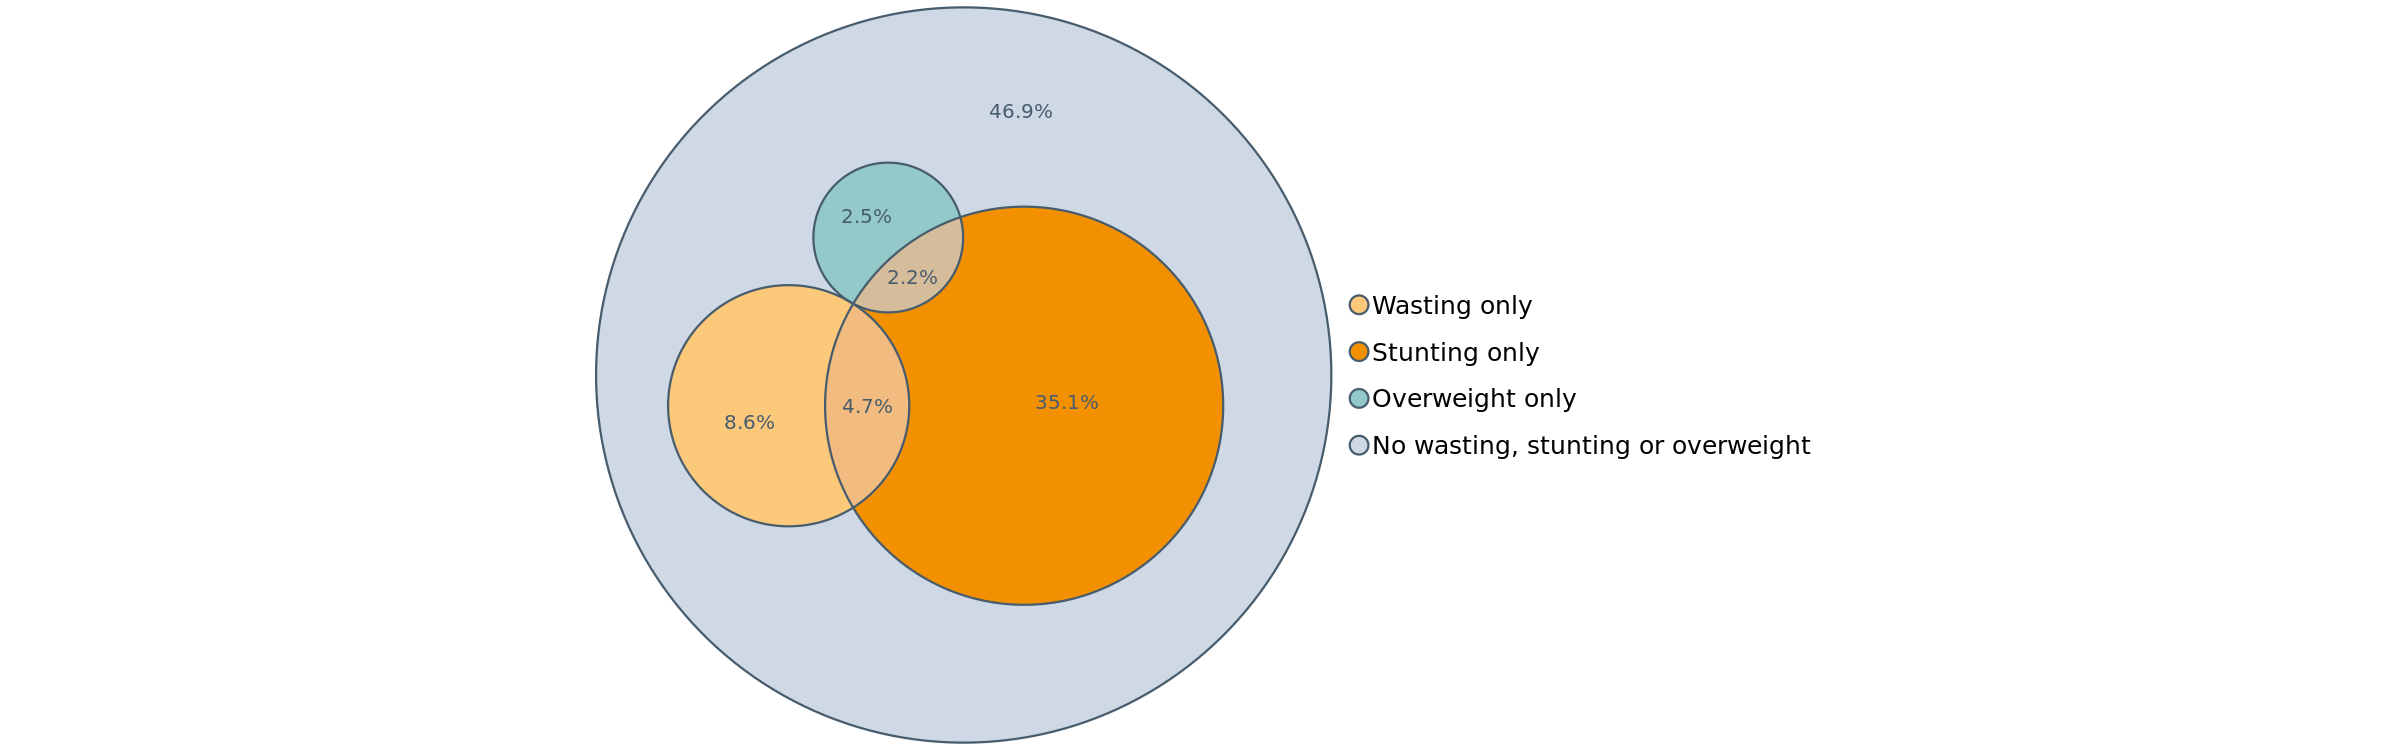 46.9%
2.5%
2.2%
8.6%
4.7%
35.1%
Wasting only
Stunting only
Overweight only
No wasting, stunting or overweight